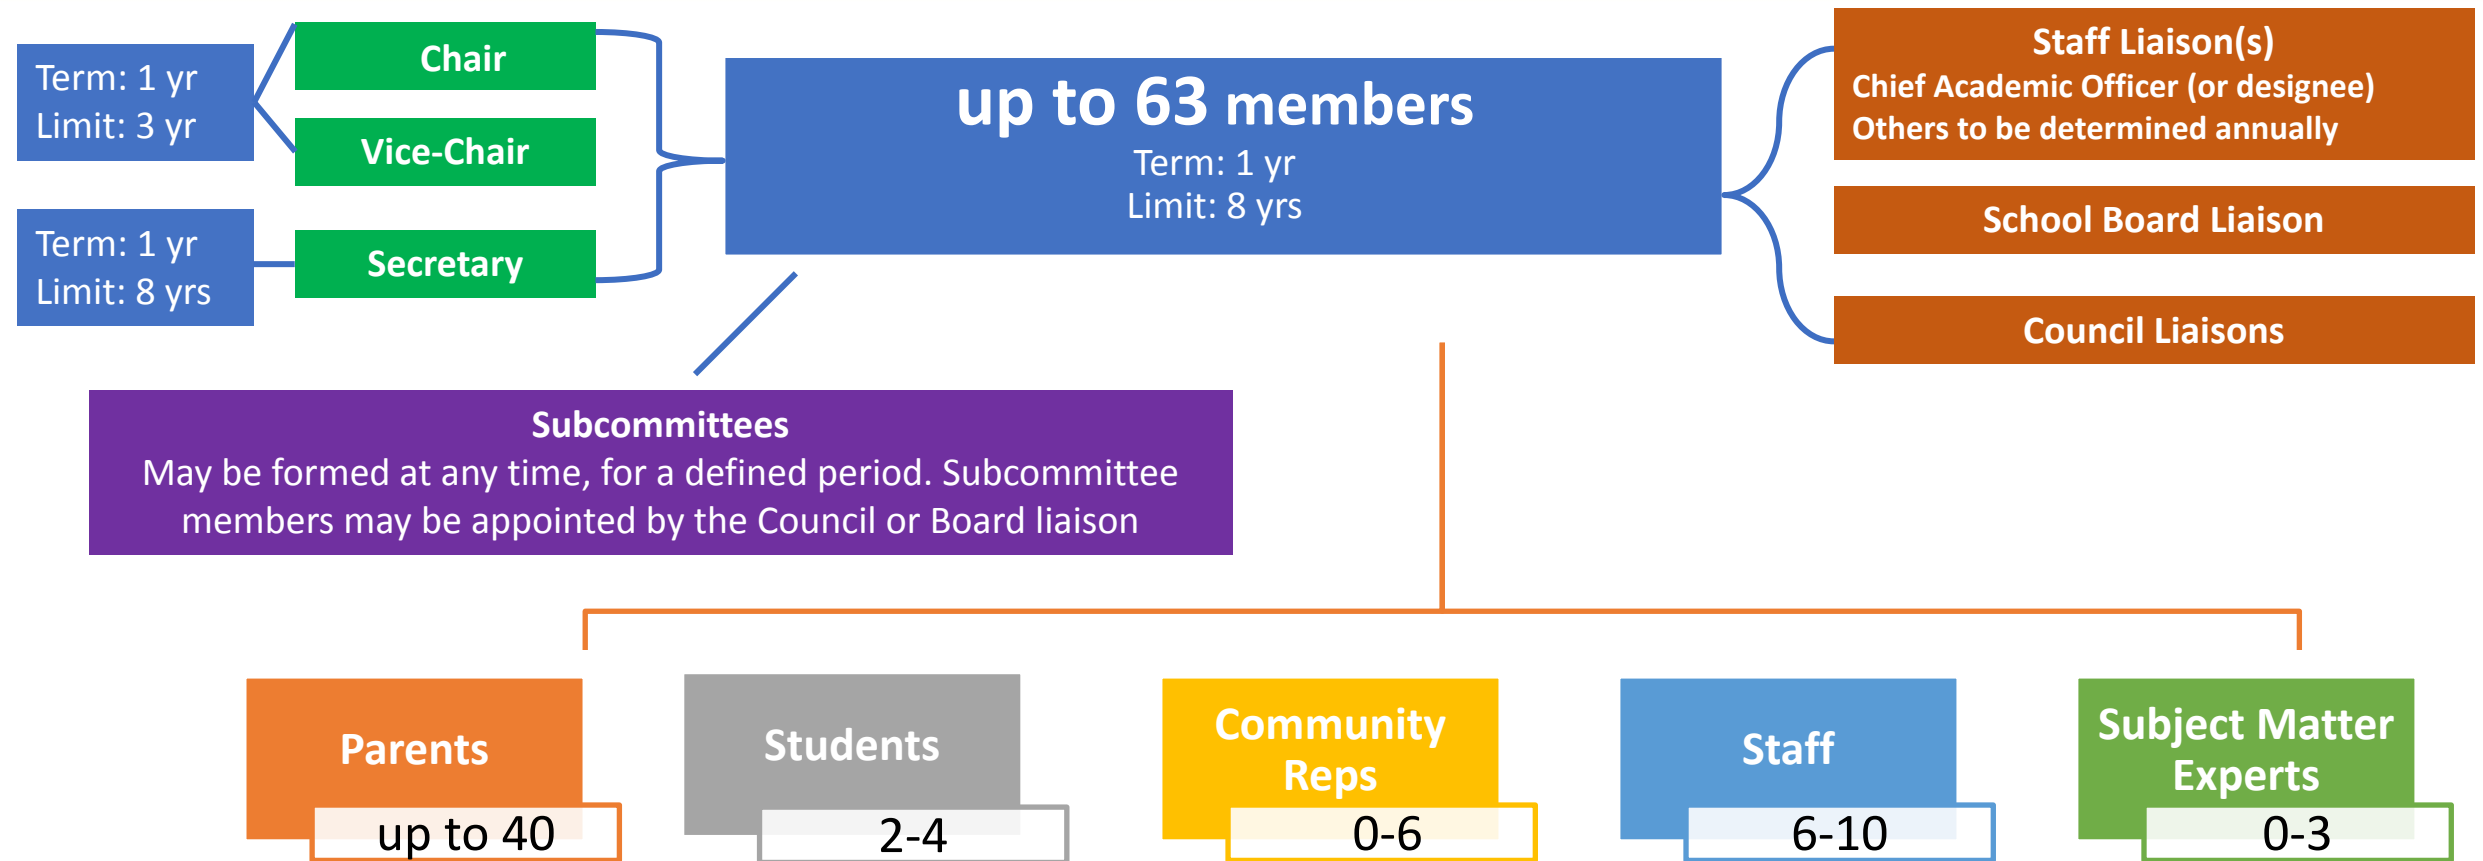 Term: 1 yr
Limit: 3 yr
Chair
Vice-Chair
Term: 1 yr
Limit: 8 yrs
Secretary
up to 63 members
Term: 1 yr
Limit: 8 yrs
Staff Liaison(s)
Chief Academic Officer (or designee)
Others to be determined annually
School Board Liaison
Council Liaisons
Subcommittees
May be formed at any time, for a defined period. Subcommittee
members may be appointed by the Council or Board liaison
Parents
up to 40
Students
2-4
Community
Reps
0-6
Staff
6-10
Subject Matter
Experts
0-3